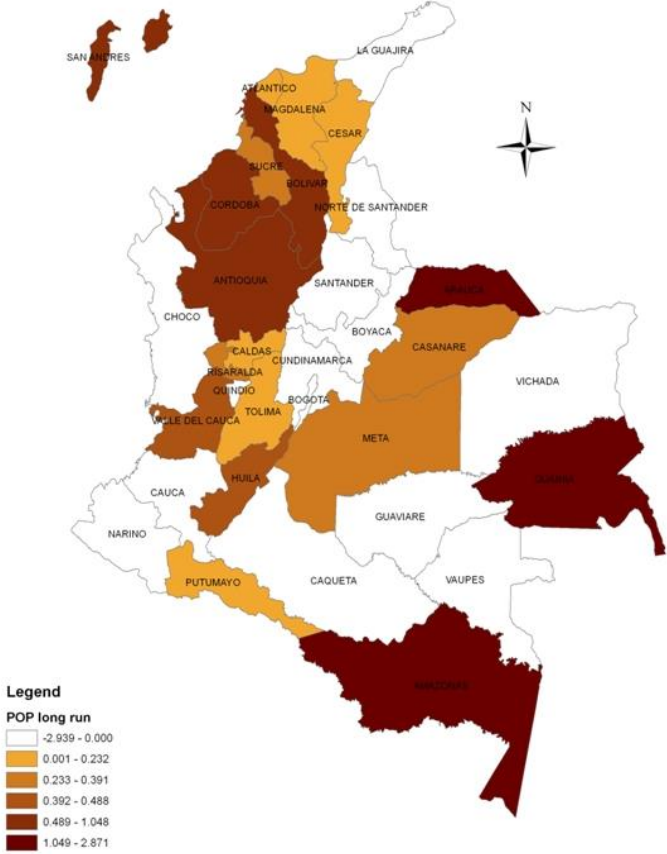 LA GUAJIRA
SAN ANDRES
ATLANTICO
MAGDALENA
N
CESAR
SUCRE
BOLIVAR
CORDOBA
NORTE DE SANTANDER
ANTIOQUIA
SANTANDER
ARAUCA
CHOCO
BOYACA
CALDAS
CASANARE
CUNDINAMARCA
RISARALDA
VICHADA
QUINDIO
BOGOTA
TOLIMA
VALLE DEL CAUCA
META
HUILA
GUAINIA
CAUCA
GUAVIARE
NARINO
PUTUMAYO
CAQUETA
VAUPES
AMAZONAS
Legend
POP long run
-2.939 - 0.000
0.001 - 0.232
0.233 - 0.391
0.392 - 0.488
0.489 - 1.048
1.049 - 2.871